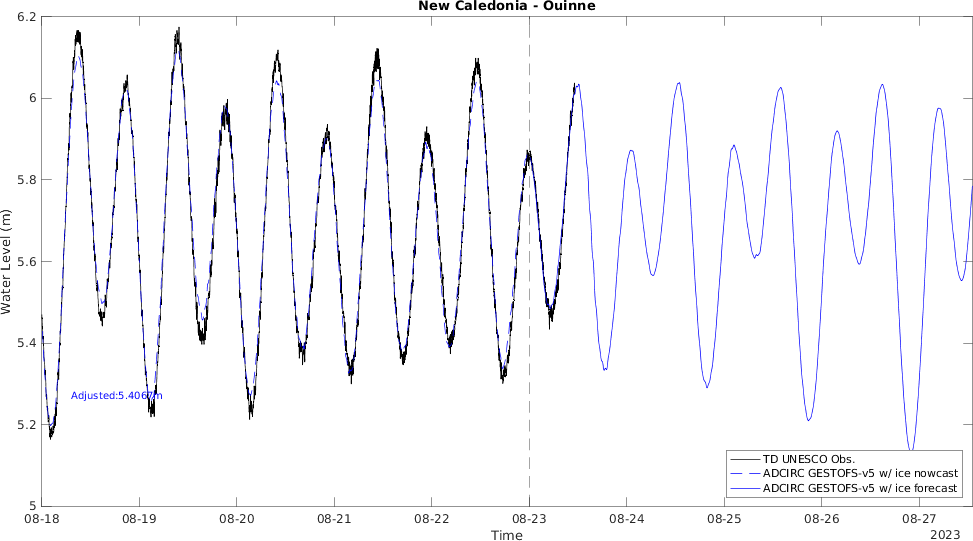 New Caledonia - Ouinne
6.2
6
5.8
5.6
5.4
5.2
5
Water Level (m)
Adjusted:5.4067m
TD UNESCO Obs.
ADCIRC GESTOFS-v5 w/ ice nowcast
ADCIRC GESTOFS-v5 w/ ice forecast
08-18 08-19 08-20 08-21 08-22 08-23 08-24 08-25 08-26 08-27
Time
2023